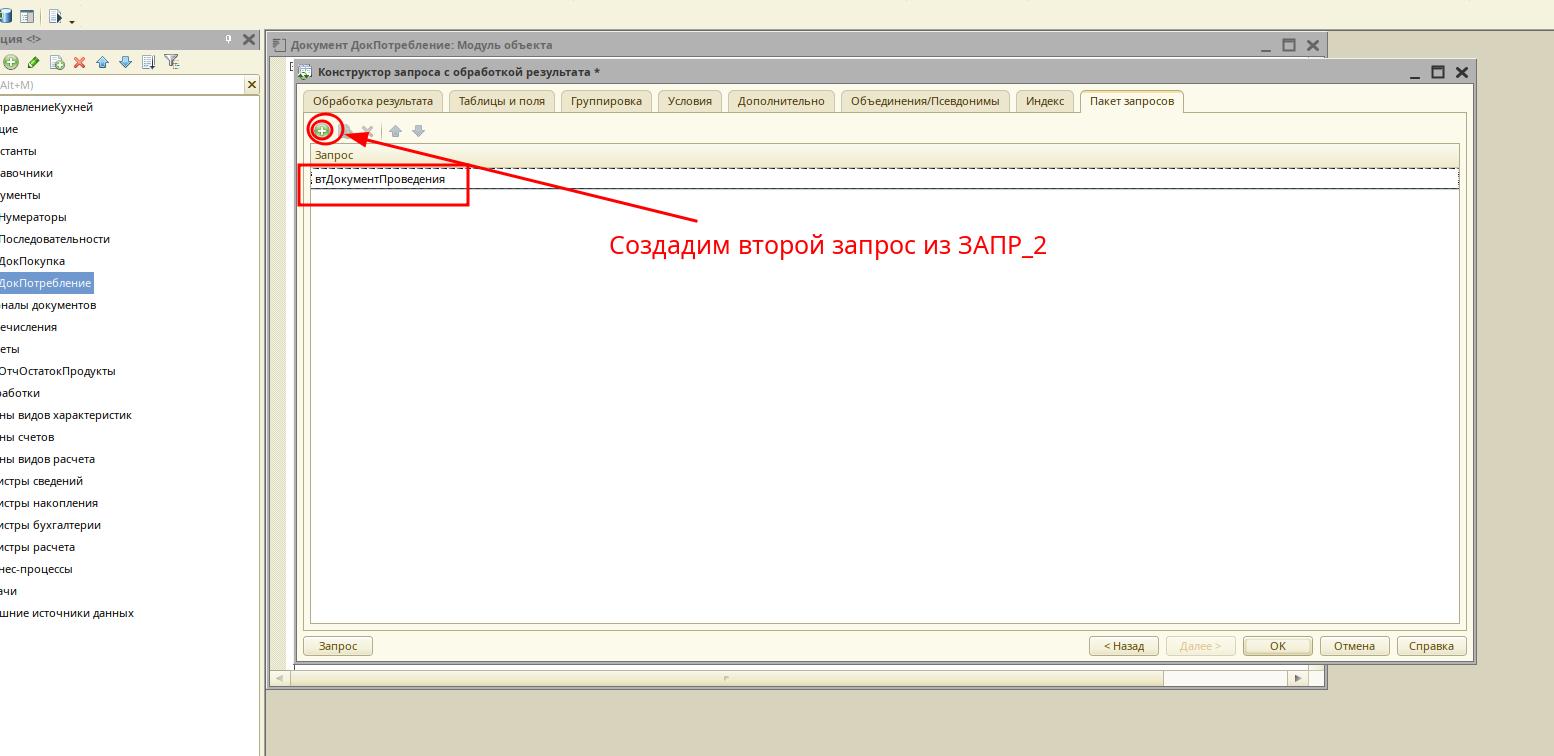 ция <!>
Alt+M)
правлениеКухней
щие
станты
авочники
ументы
Нумераторы
Последовательности
ДокПокупка
ДокПотребление
налы документов
ечисления
еты
ОтчОстатокПродукты
работки
ны видов характеристик
ны счетов
ны видов расчета
истры сведений
истры накопления
истры бухгалтерии
истры расчета
нес-процессы
ачи
шние источники данных
Документ ДокПотребление: Модуль объекта
Конструктор запроса с обработкой результата *
Обработка результата Таблицы и поля Группировка Условия Дополнительно Объединения/Псевдонимы Индекс Пакет запросов
Запрос
втДокументПроведения
Создадим второй запрос из ЗАПР_2
Запрос < Назад Далее > OK Отмена Справка